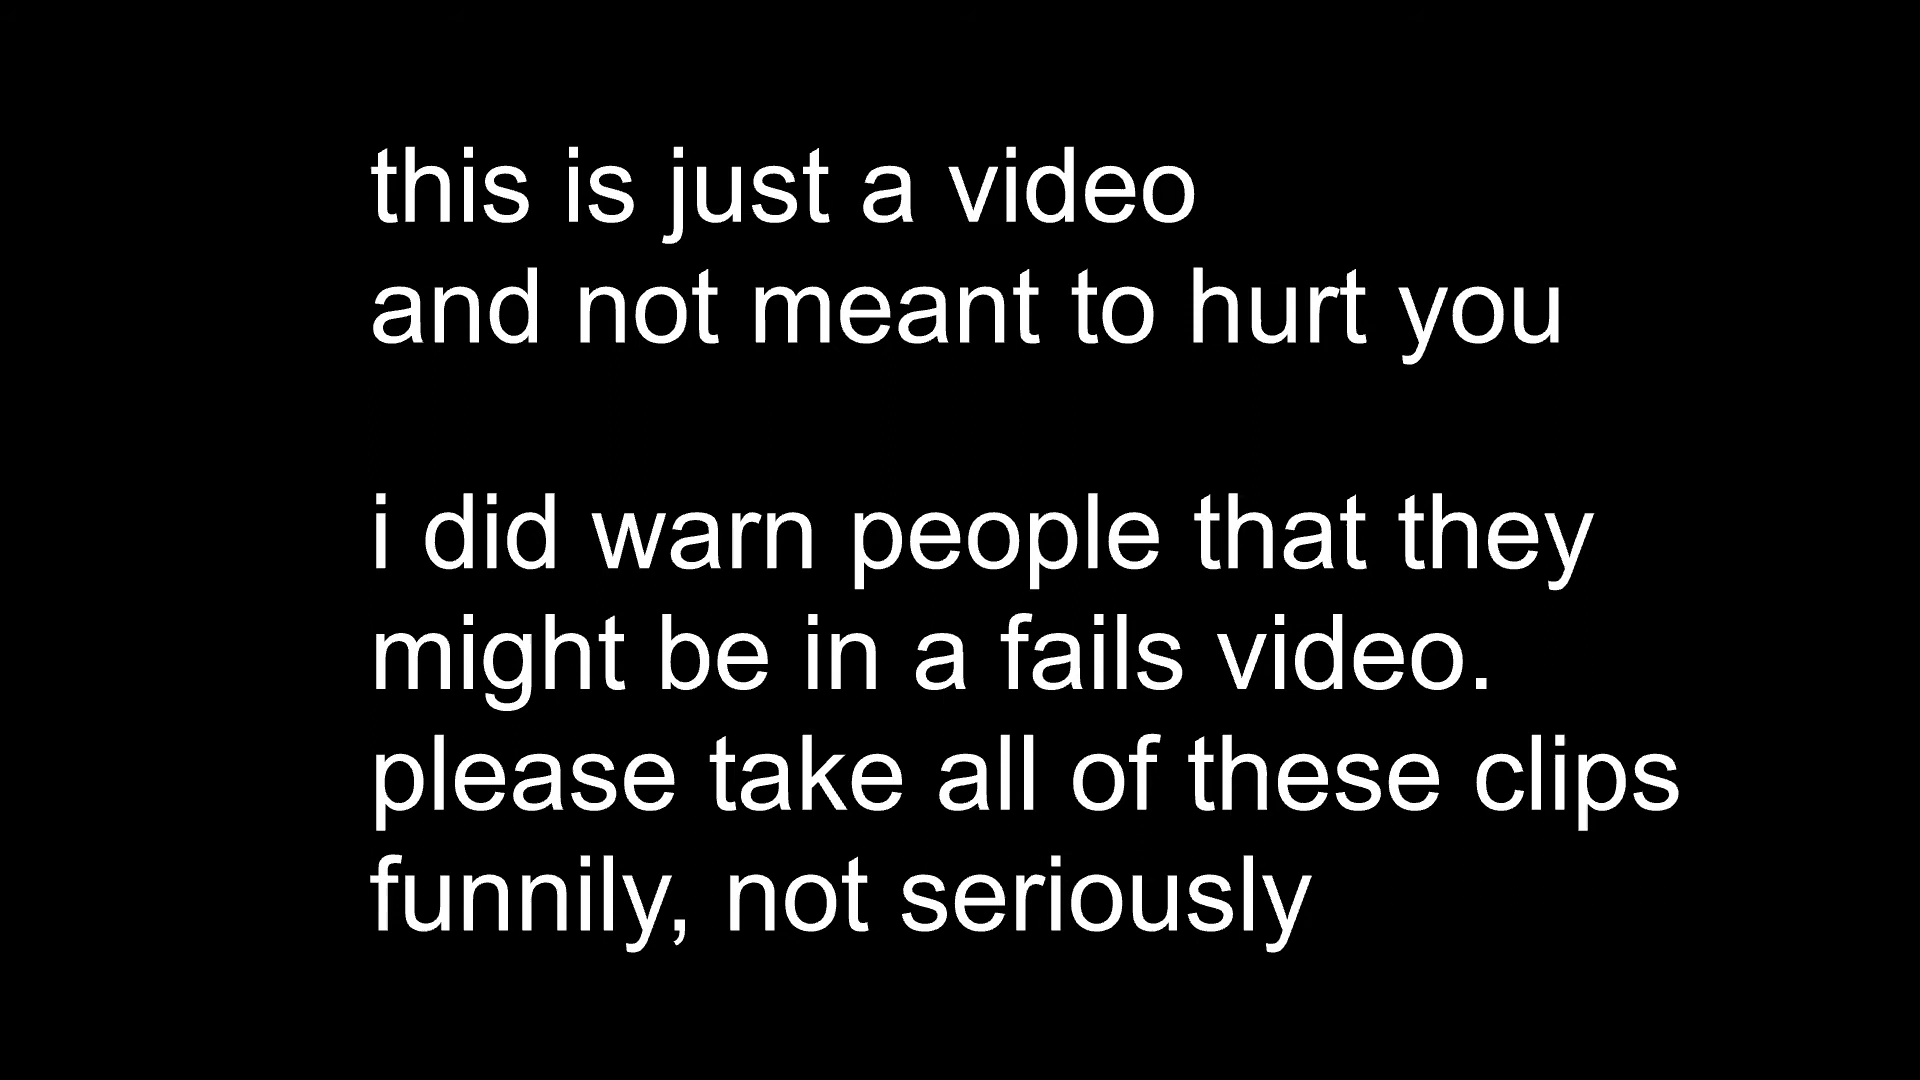 this is just a video
and not meant to hurt you
i did warn people that they
might be in a fails video.
please take all of these clips
funnily, not seriously